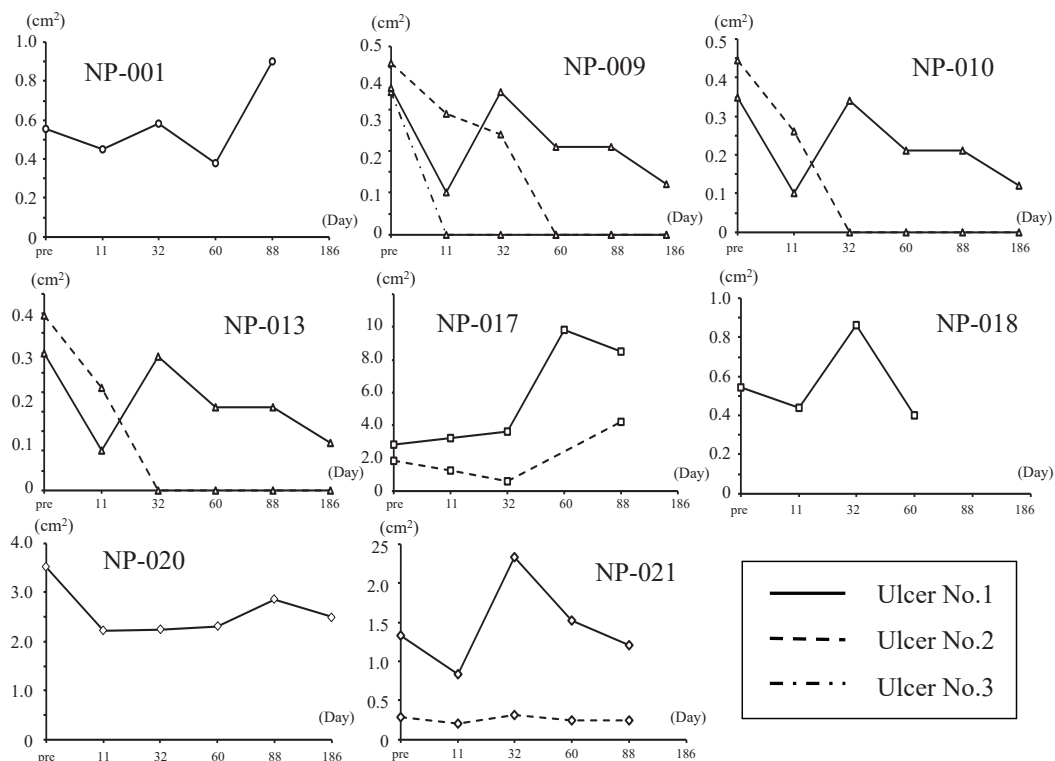 (cm²)
NP-001
1.0
0.8
0.6
0.4
0.2
0
(Day)
pre 11 32 60 88 186
(cm²)
NP-009
0.5
0.4
0.3
0.2
0.1
0
(Day)
pre 11 32 60 88 186
(cm²)
NP-010
0.5
0.4
0.3
0.2
0.1
0
(Day)
pre 11 32 60 88 186
(cm²)
NP-013
0.4
0.3
0.2
0.1
0
(Day)
pre 11 32 60 88 186
(cm²)
NP-017
10
8.0
6.0
4.0
2.0
0
(Day)
pre 11 32 60 88 186
(cm²)
NP-018
1.0
0.8
0.6
0.4
0.2
0
(Day)
pre 11 32 60 88 186
(cm²)
NP-020
4.0
3.0
2.0
1.0
0
(Day)
pre 11 32 60 88 186
(cm²)
NP-021
25
2.0
1.5
1.0
0.5
0
(Day)
pre 11 32 60 88 186
Ulcer No.1
Ulcer No.2
Ulcer No.3